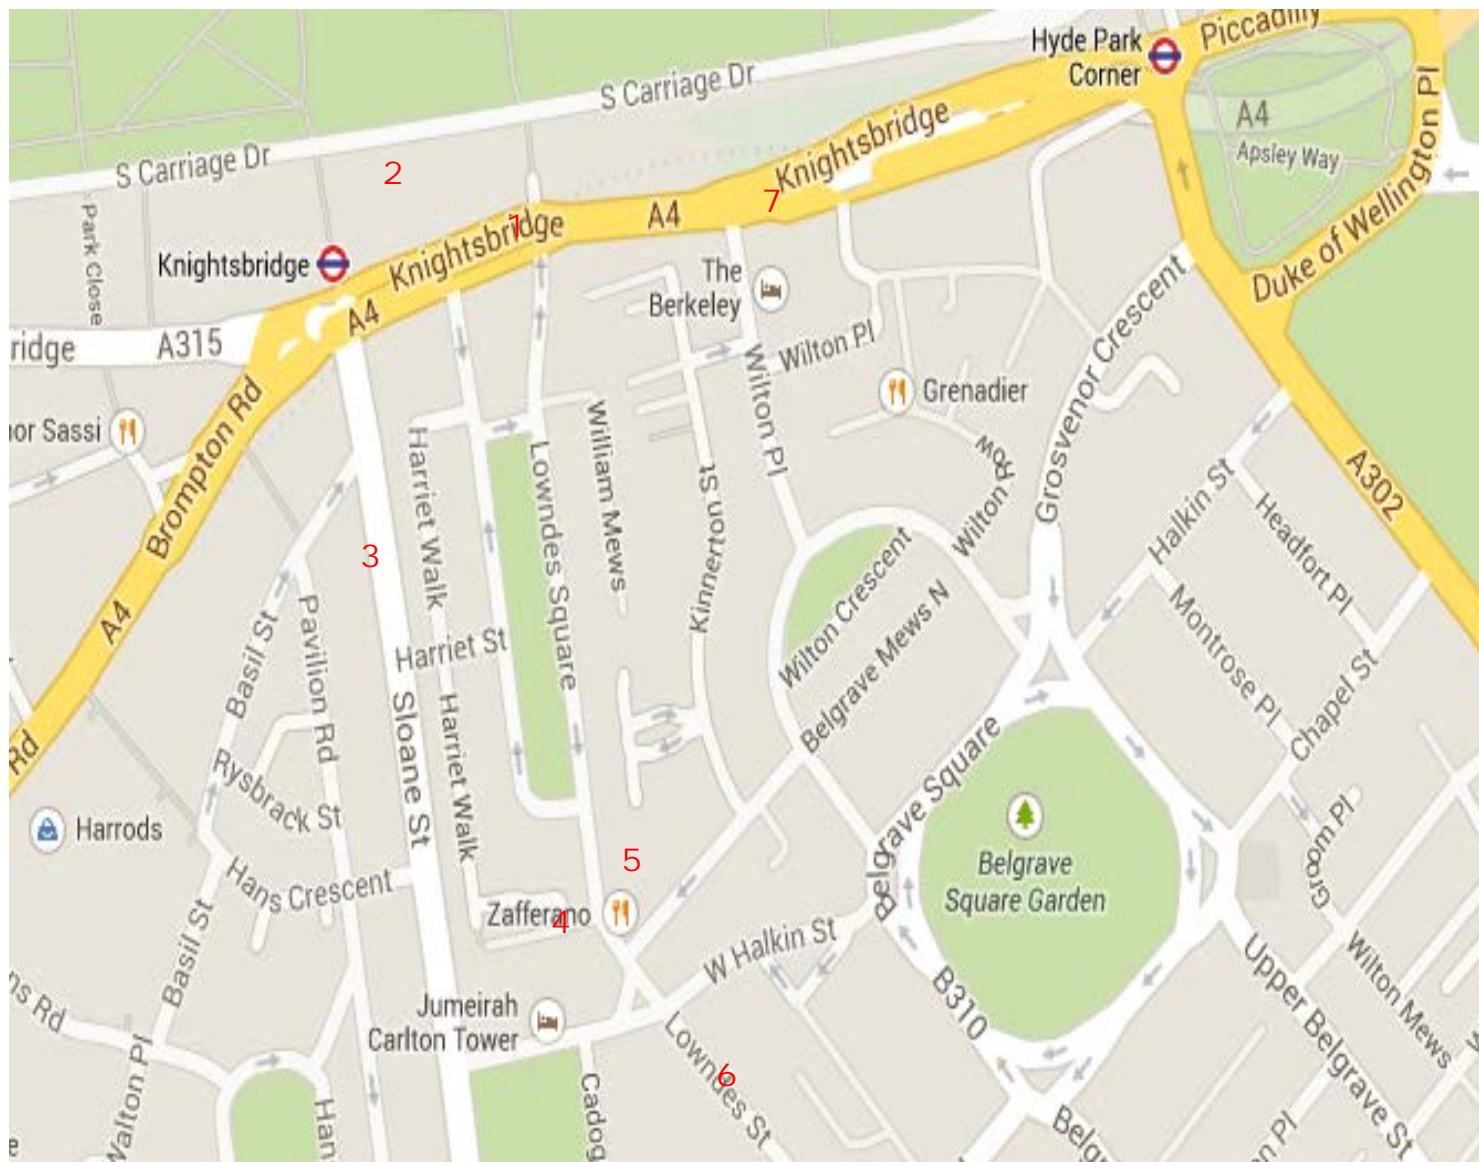 Piccadilly
Hyde Park
Corner
S Carriage Dr
A4
Knightsbridge
Duke of Wellington Pl
Apsley Way
S Carriage Dr
2
7
Park Close
A4
1
Knightsbridge
Knightsbridge
The
Berkeley
A4
ridge
A315
Wilton Pl
Grosvenor Crescent
Grenadier
or Sassi
Brompton Rd
Harriet Walk
Lowndes Square
William Mews
Wilton Pl
Kinnerton St
Wilton Row
Halkin St
A302
Headfort Pl
3
A4
Basil St
Pavilion Rd
Harriet St
Wilton Crescent
Belgrave Mews N
Montrose Pl
Chapel St
Rd
Sloane St
Harriet Walk
Belgrave Square
Rysbrack St
Harrods
Hans Crescent
5
Belgrave
Square Garden
Groom Pl
Zafferano
4
Basil St
W Halkin St
B310
Upper Belgrave St
Wilton Mews
ns Rd
Jumeirah
Carlton Tower
Lowndes St
6
Walton Pl
Hans
Cadog
Belgr
n Pl
e